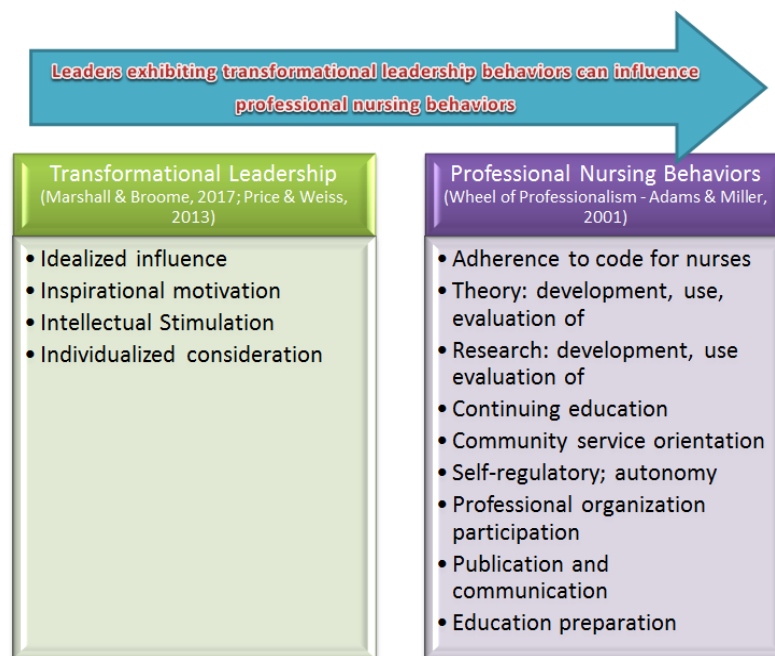 Leaders exhibiting transformational leadership behaviors can influence
professional nursing behaviors
Transformational Leadership
(Marshall & Broome, 2017; Price & Weiss,
2013)
• Idealized influence
• Inspirational motivation
• Intellectual Stimulation
• Individualized consideration
Professional Nursing Behaviors
(Wheel of Professionalism - Adams & Miller,
2001)
• Adherence to code for nurses
• Theory: development, use,
evaluation of
• Research: development, use
evaluation of
• Continuing education
• Community service orientation
• Self-regulatory; autonomy
• Professional organization
participation
• Publication and
communication
• Education preparation